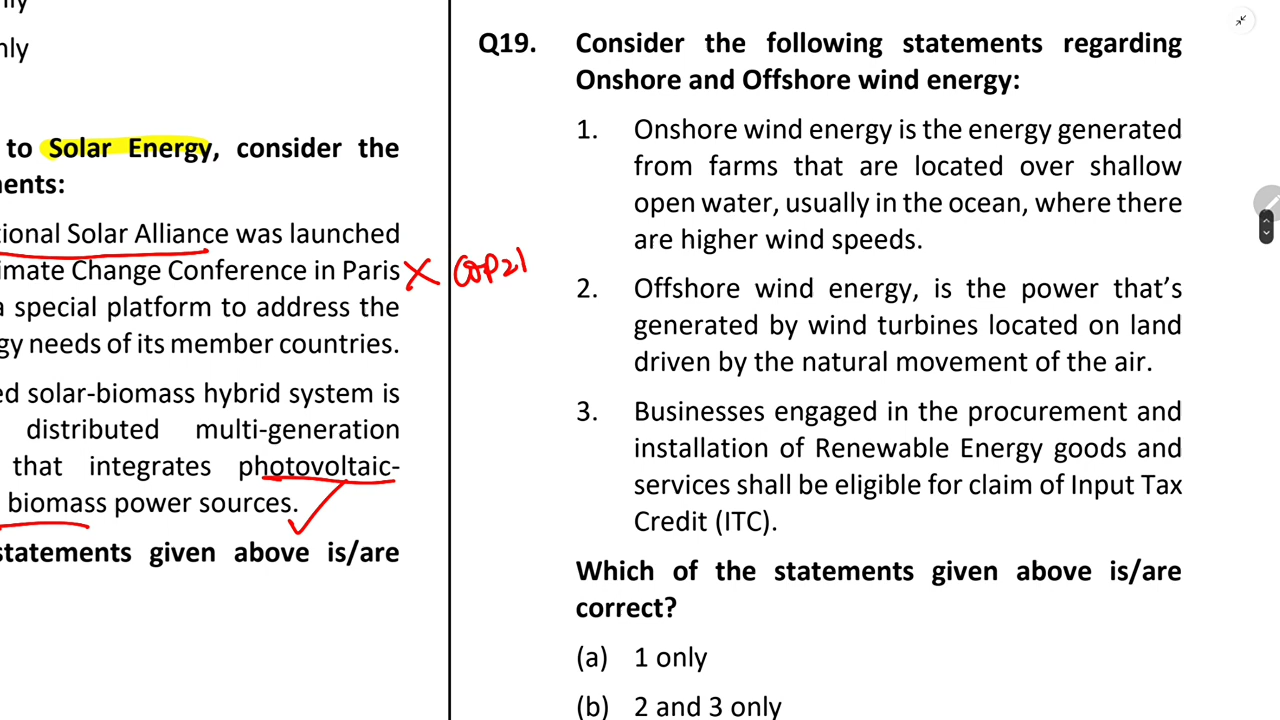 nly
nly
to Solar Energy, consider the
nents:
tional Solar Alliance was launched
imate Change Conference in Paris
a special platform to address the
gy needs of its member countries.
ed solar-biomass hybrid system is
distributed multi-generation
that integrates photovoltaic-
biomass power sources.
statements given above is/are
COP21
Q19. Consider the following statements regarding
Onshore and Offshore wind energy:
1. Onshore wind energy is the energy generated
from farms that are located over shallow
open water, usually in the ocean, where there
are higher wind speeds.
2. Offshore wind energy, is the power that's
generated by wind turbines located on land
driven by the natural movement of the air.
3. Businesses engaged in the procurement and
installation of Renewable Energy goods and
services shall be eligible for claim of Input Tax
Credit (ITC).
Which of the statements given above is/are
correct?
(a) 1 only
(b) 2 and 3 only